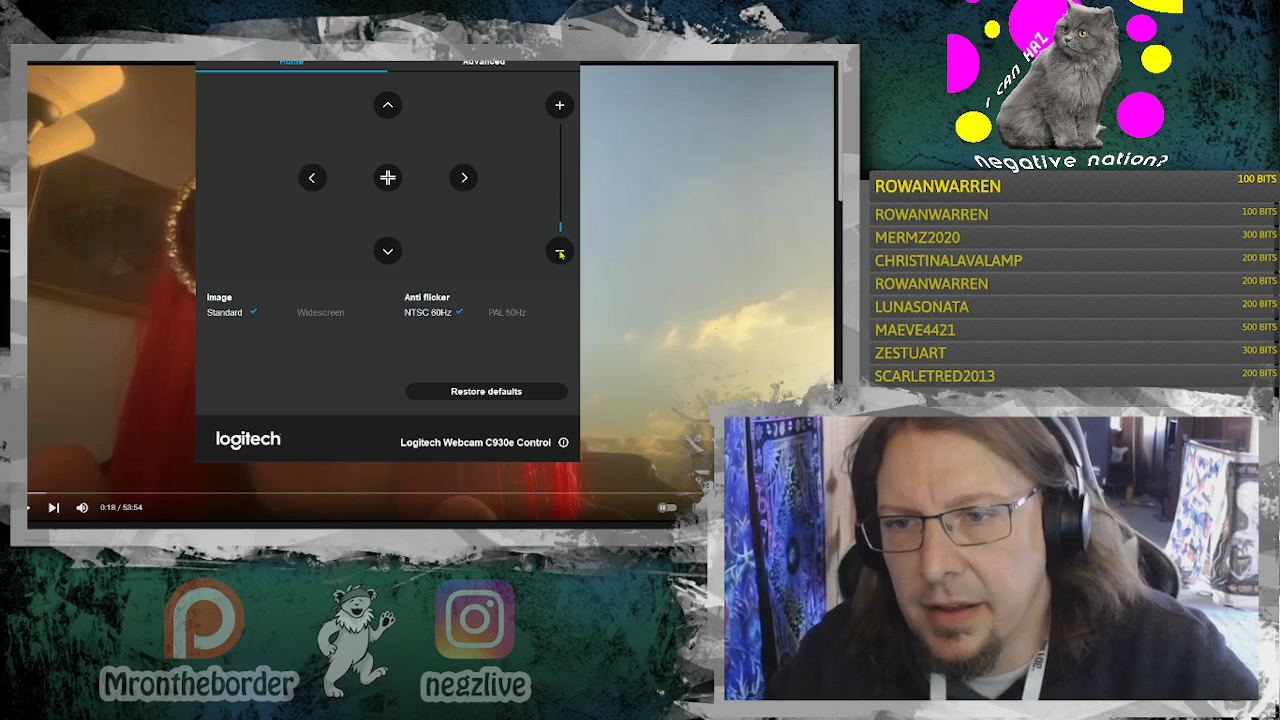 Home
Advanced
Image
Standard
Widescreen
Anti flicker
NTSC 60Hz
PAL 50Hz
Restore defaults
logitech
Logitech Webcam C930e Control
0:18 / 53:54
I CAN HAZ
negative nation?
ROWANWARREN 100 BITS
ROWANWARREN 100 BITS
MERMZ2020 300 BITS
CHRISTINALAVALAMP 200 BITS
ROWANWARREN 200 BITS
LUNASONATA 200 BITS
MAEVE4421 500 BITS
ZESTUART 300 BITS
SCARLETRED2013 200 BITS
Mrontheborder
negzlive